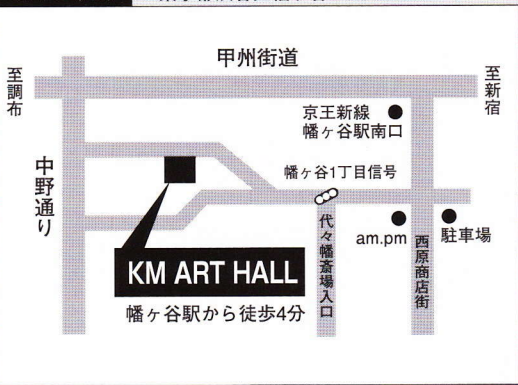 甲州街道
至調布
至新宿
京王新線
幡ヶ谷駅南口
中野通り
幡ヶ谷1丁目信号
代々幡斎場入口
am.pm
西原商店街
駐車場
KM ART HALL
幡ヶ谷駅から徒歩4分